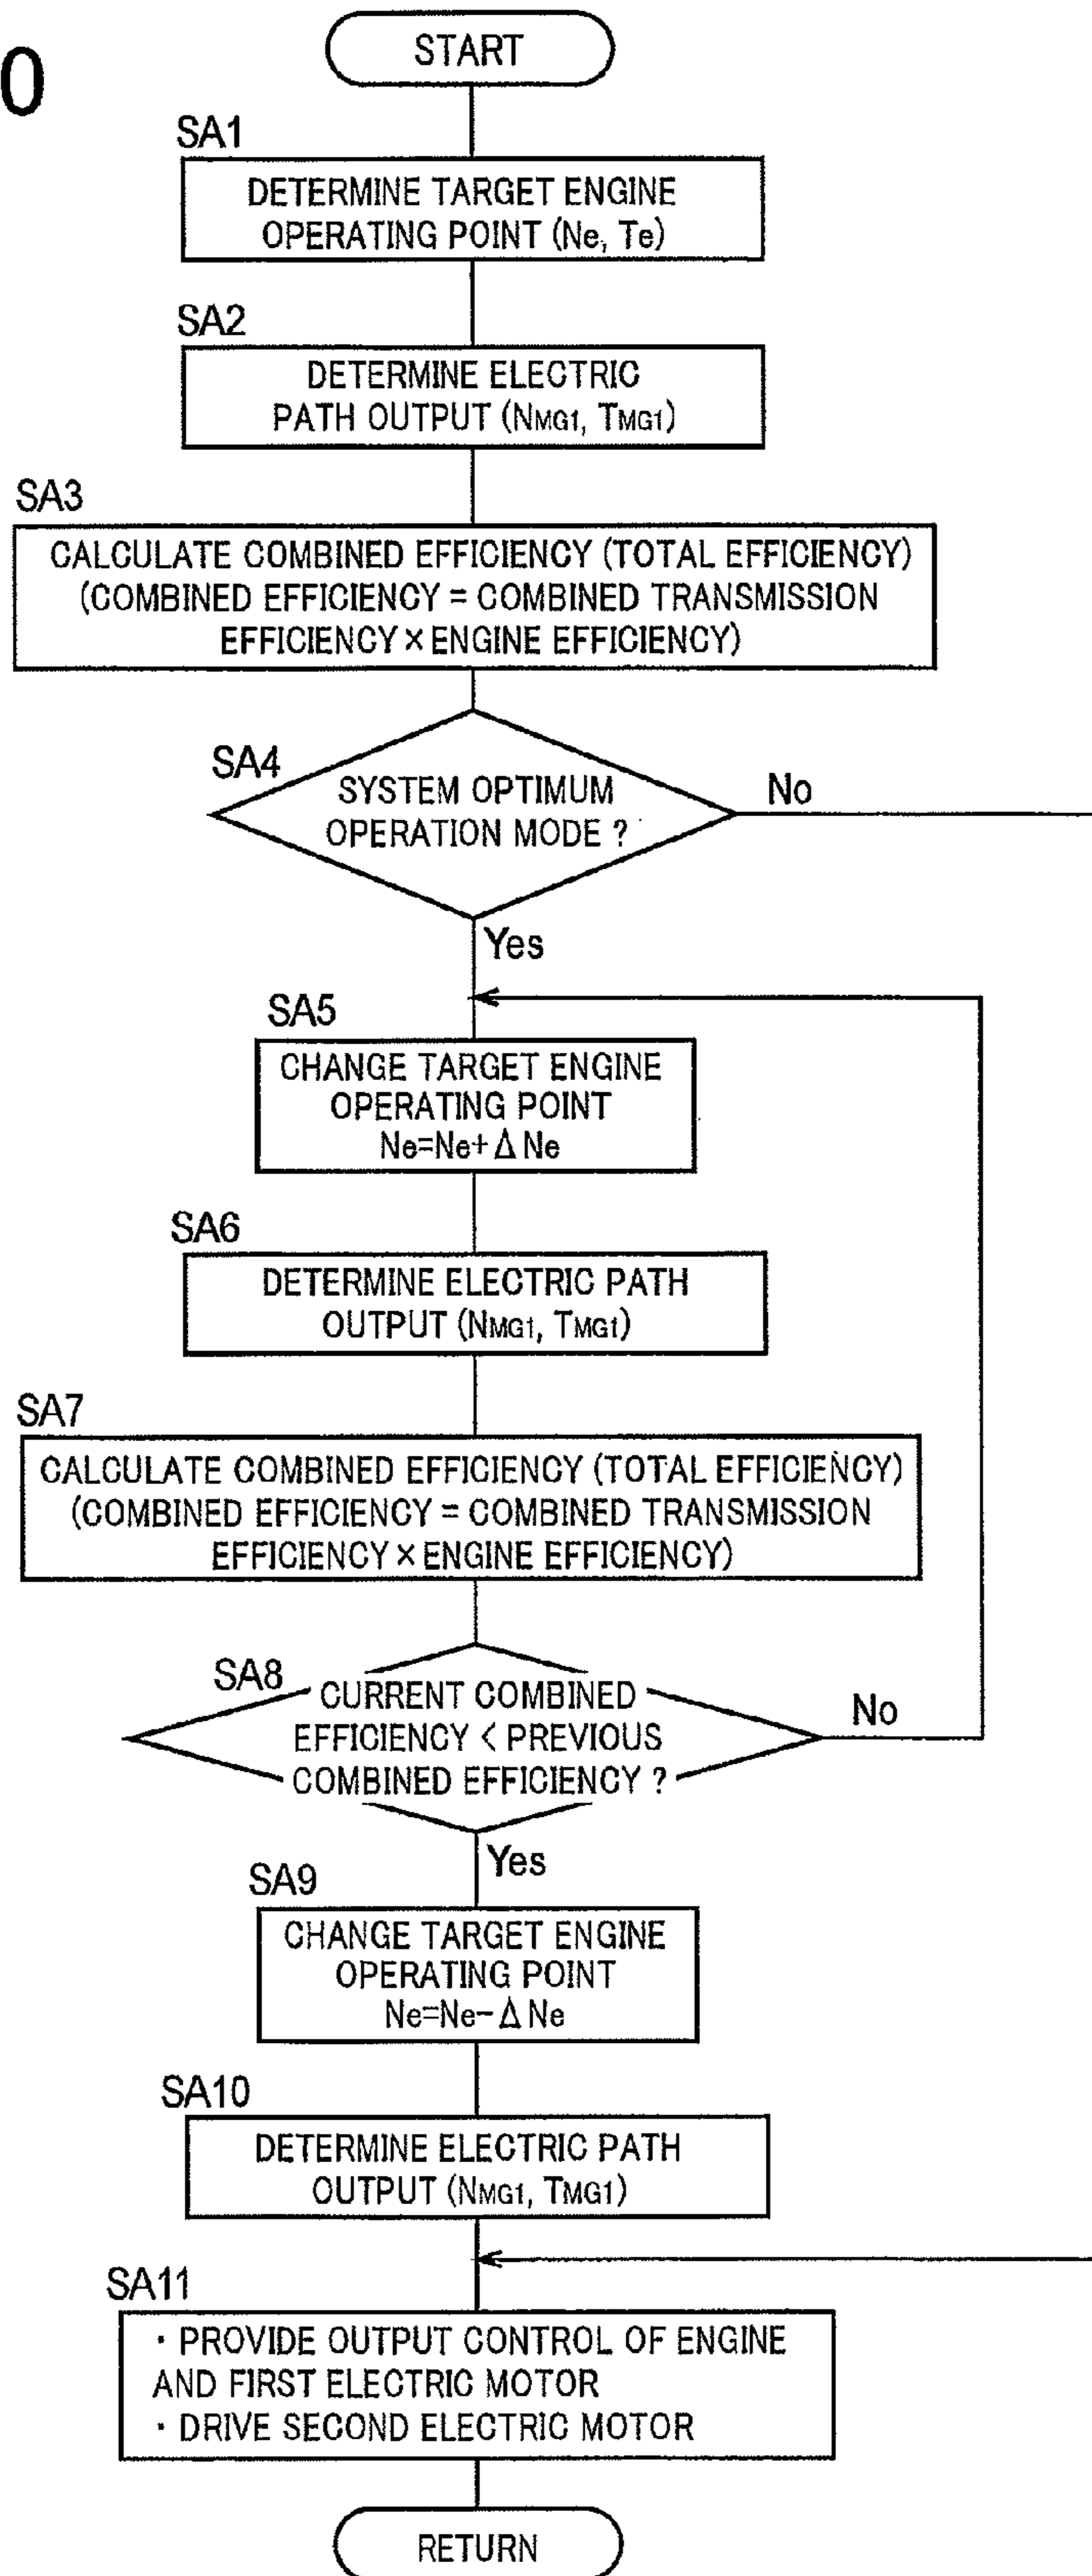 0
START
SA1
DETERMINE TARGET ENGINE
OPERATING POINT (Ne, Te)
SA2
DETERMINE ELECTRIC
PATH OUTPUT (NMG1, TMG1)
SA3
CALCULATE COMBINED EFFICIENCY (TOTAL EFFICIENCY)
(COMBINED EFFICIENCY = COMBINED TRANSMISSION
EFFICIENCY × ENGINE EFFICIENCY)
SA4
SYSTEM OPTIMUM
OPERATION MODE ?
No
Yes
SA5
CHANGE TARGET ENGINE
OPERATING POINT
Ne=Ne+Δ Ne
SA6
DETERMINE ELECTRIC PATH
OUTPUT (NMG1, TMG1)
SA7
CALCULATE COMBINED EFFICIENCY (TOTAL EFFICIENCY)
(COMBINED EFFICIENCY = COMBINED TRANSMISSION
EFFICIENCY × ENGINE EFFICIENCY)
SA8
CURRENT COMBINED
EFFICIENCY < PREVIOUS
COMBINED EFFICIENCY ?
No
Yes
SA9
CHANGE TARGET ENGINE
OPERATING POINT
Ne=Ne-Δ Ne
SA10
DETERMINE ELECTRIC PATH
OUTPUT (NMG1, TMG1)
SA11
・PROVIDE OUTPUT CONTROL OF ENGINE
AND FIRST ELECTRIC MOTOR
・DRIVE SECOND ELECTRIC MOTOR
RETURN